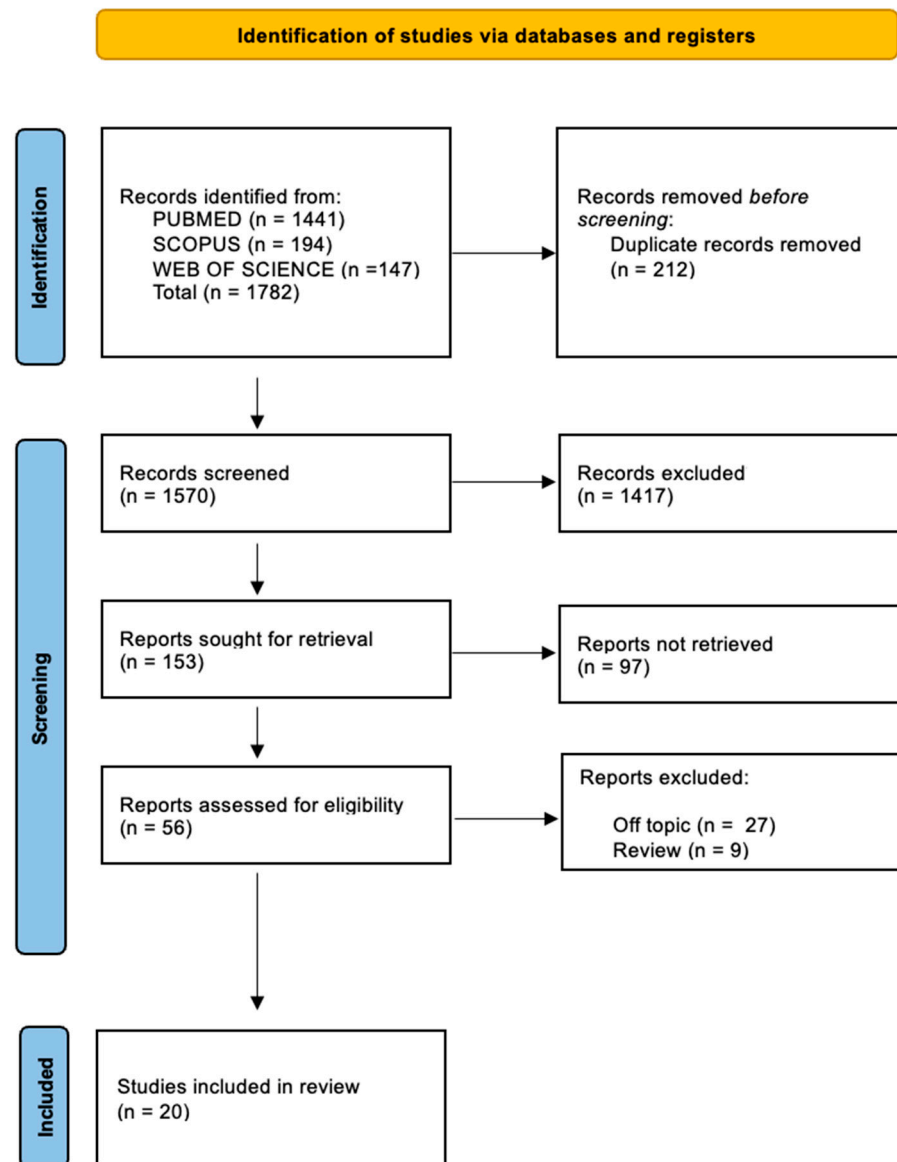 Identification of studies via databases and registers
Identification
Records identified from:
PUBMED (n = 1441)
SCOPUS (n = 194)
WEB OF SCIENCE (n =147)
Total (n = 1782)
Records removed before
screening:
Duplicate records removed
(n = 212)
Screening
Records screened
(n = 1570)
Records excluded
(n = 1417)
Reports sought for retrieval
(n = 153)
Reports not retrieved
(n = 97)
Reports assessed for eligibility
(n = 56)
Reports excluded:
Off topic (n =  27)
Review (n = 9)
Included
Studies included in review
(n = 20)